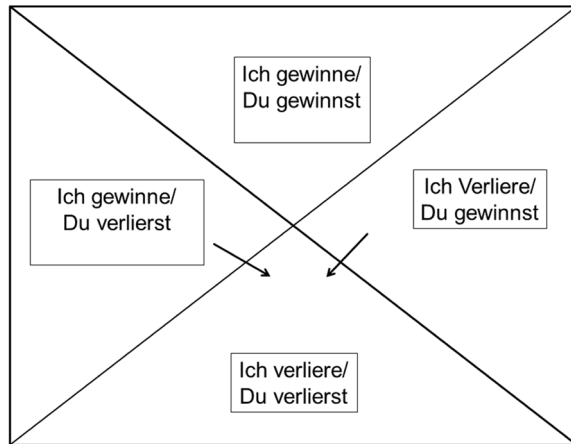 Ich gewinne/
Du gewinnst
Ich gewinne/
Du verlierst
Ich Verliere/
Du gewinnst
Ich verliere/
Du verlierst